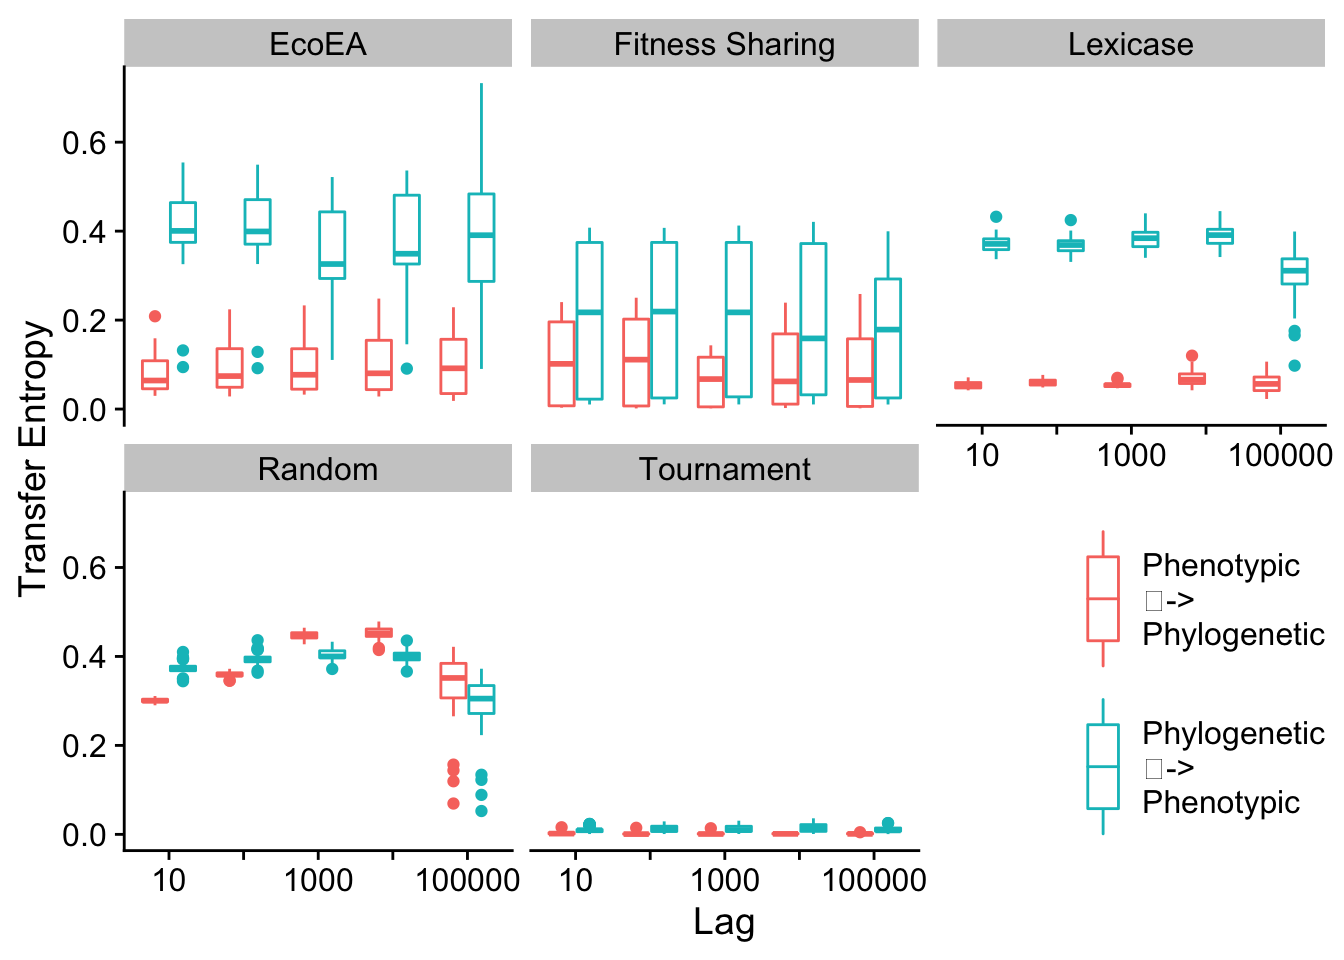 EcoEA
Fitness Sharing
Lexicase
Transfer Entropy
0.6
0.4
0.2
0.0
10
1000
100000
Random
Tournament
0.6
0.4
0.2
0.0
10
1000
100000
10
1000
100000
Lag
Phenotypic
□->
Phylogenetic
Phylogenetic
□->
Phenotypic